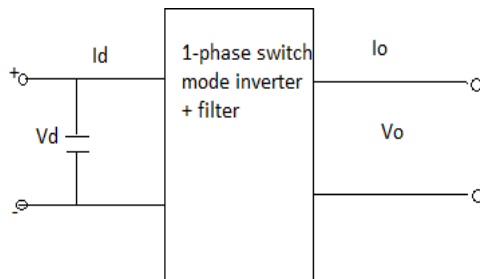 Id
1-phase switch
mode inverter
+ filter
Io
+
Vd
Vo
-